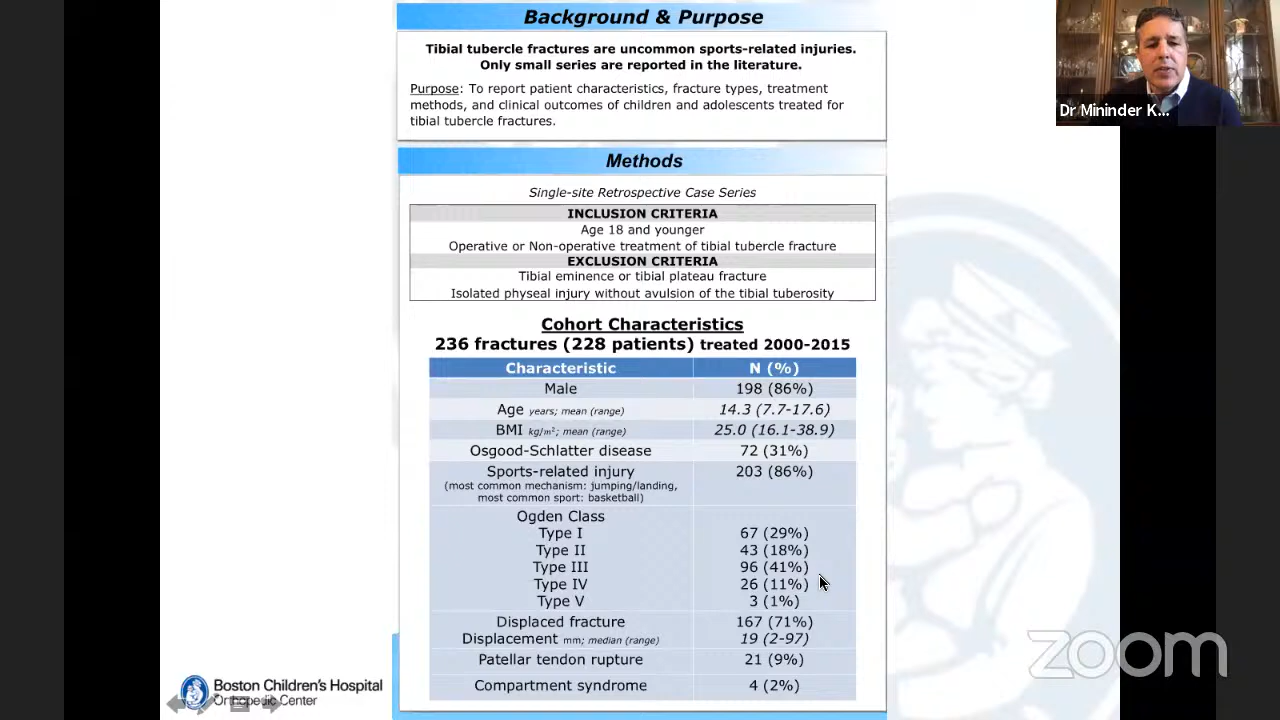 Background & Purpose
Tibial tubercle fractures are uncommon sports-related injuries.
Only small series are reported in the literature.
Purpose: To report patient characteristics, fracture types, treatment
methods, and clinical outcomes of children and adolescents treated for
tibial tubercle fractures.
Methods
Single-site Retrospective Case Series
INCLUSION CRITERIA
Age 18 and younger
Operative or Non-operative treatment of tibial tubercle fracture
EXCLUSION CRITERIA
Tibial eminence or tibial plateau fracture
Isolated physeal injury without avulsion of the tibial tuberosity
Cohort Characteristics
236 fractures (228 patients) treated 2000-2015
Characteristic N (%)
Male 198 (86%)
Age years; mean (range) 14.3 (7.7-17.6)
BMI kg/m²; mean (range) 25.0 (16.1-38.9)
Osgood-Schlatter disease 72 (31%)
Sports-related injury 203 (86%)
(most common mechanism: jumping/landing,
most common sport: basketball)
Ogden Class
Type I 67 (29%)
Type II 43 (18%)
Type III 96 (41%)
Type IV 26 (11%)
Type V 3 (1%)
Displaced fracture 167 (71%)
Displacement mm; median (range) 19 (2-97)
Patellar tendon rupture 21 (9%)
Compartment syndrome 4 (2%)
Boston Children's Hospital
Orthopedic Center
Dr Mininder K...
zoom